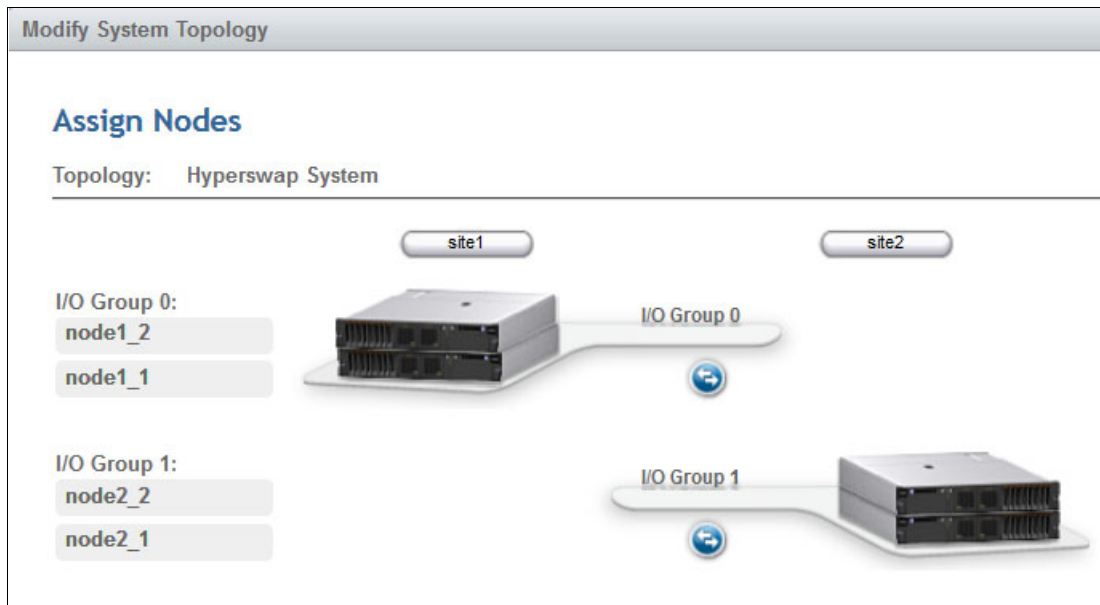 Modify System Topology
Assign Nodes
Topology: Hyperswap System
site1 site2
I/O Group 0:
node1_2
node1_1
I/O Group 0
I/O Group 1:
node2_2
node2_1
I/O Group 1